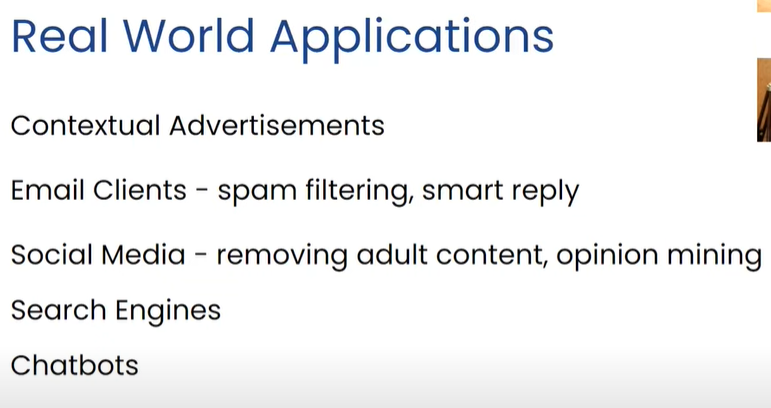 Real World Applications
Contextual Advertisements
Email Clients - spam filtering, smart reply
Social Media - removing adult content, opinion mining
Search Engines
Chatbots